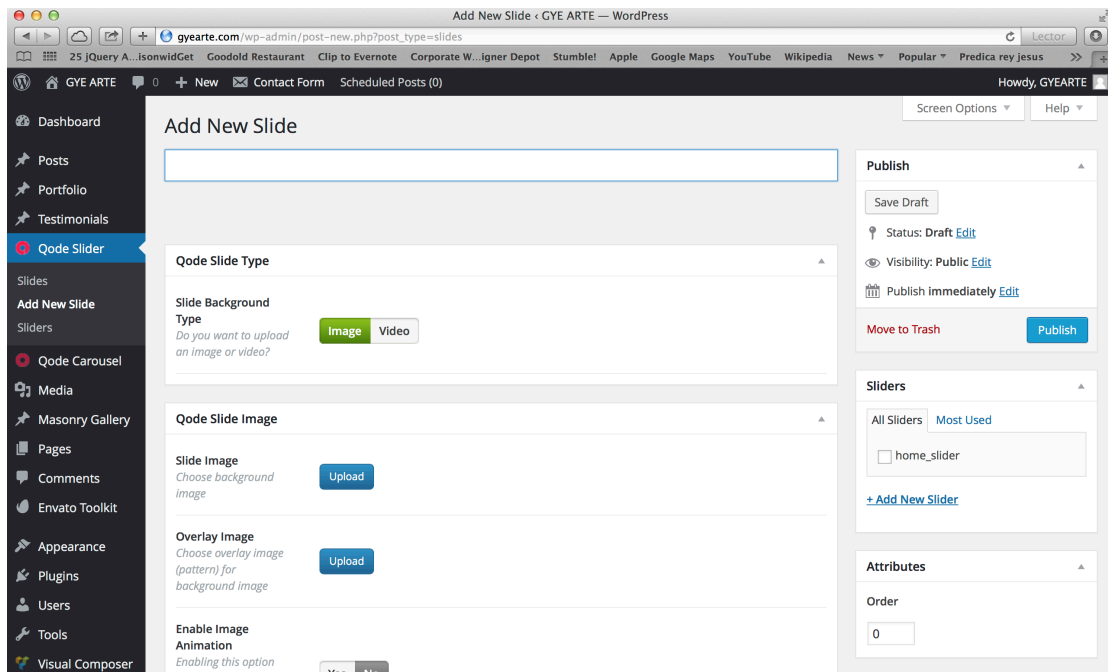 Add New Slide ‹ GYE ARTE — WordPress
gyearte.com/wp-admin/post-new.php?post_type=slides
Lector
25 jQuery A...isonwidGet Goodold Restaurant Clip to Evernote Corporate W...igner Depot Stumble! Apple Google Maps YouTube Wikipedia News Popular Predica rey jesus
GYE ARTE 0 + New Contact Form Scheduled Posts (0) Howdy, GYEARTE
Screen Options Help
Dashboard
Posts
Portfolio
Testimonials
Qode Slider
Slides
Add New Slide
Sliders
Qode Carousel
Media
Masonry Gallery
Pages
Comments
Envato Toolkit
Appearance
Plugins
Users
Tools
Visual Composer
Add New Slide
Qode Slide Type
Slide Background
Type
Do you want to upload
an image or video?
Image Video
Qode Slide Image
Slide Image
Choose background
image
Upload
Overlay Image
Choose overlay image
(pattern) for
background image
Upload
Enable Image
Animation
Enabling this option
Yes No
Publish
Save Draft
Status: Draft Edit
Visibility: Public Edit
Publish immediately Edit
Move to Trash Publish
Sliders
All Sliders Most Used
home_slider
+ Add New Slider
Attributes
Order
0